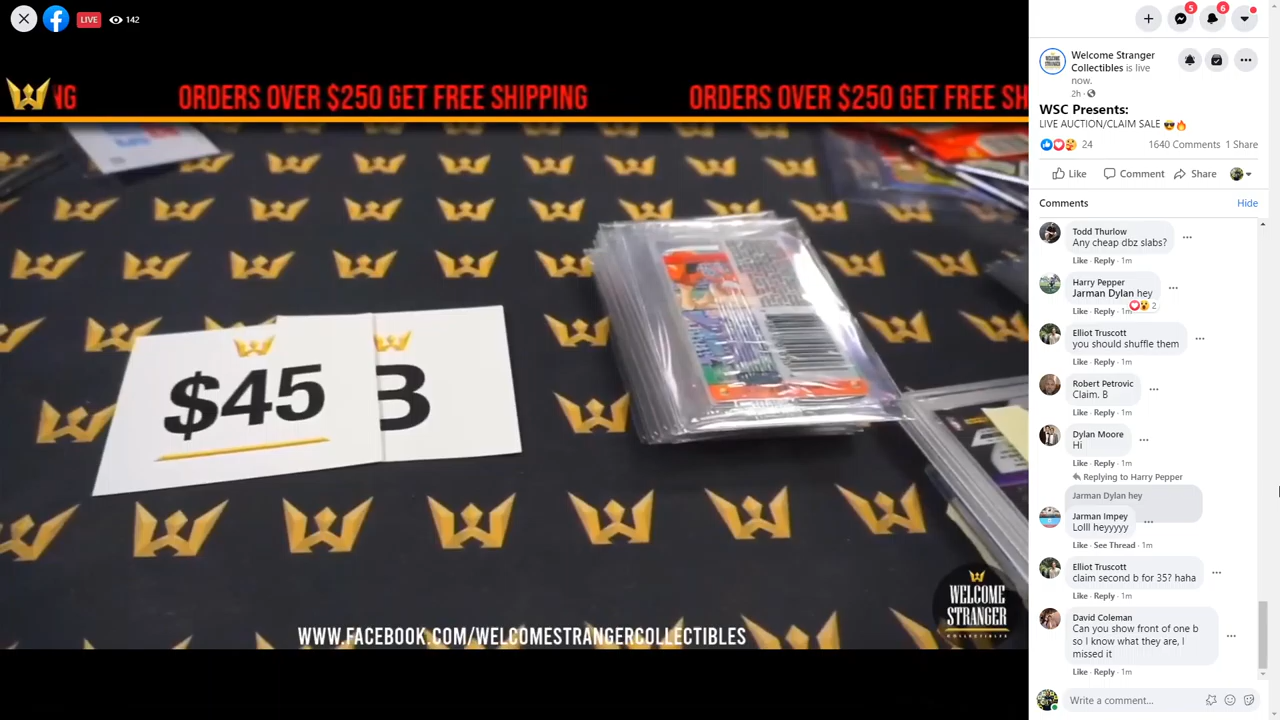 LIVE
142
NG
ORDERS OVER $250 GET FREE SHIPPING
ORDERS OVER $250 GET FREE SH
$45
B
WELCOME
STRANGER
COLLECTIBLES
WWW.FACEBOOK.COM/WELCOMESTRANGERCOLLECTIBLES
5
6
Welcome Stranger
Collectibles is live
now.
2h ·
WSC Presents:
LIVE AUCTION/CLAIM SALE 😎🔥
24
1640 Comments 1 Share
Like Comment Share
Comments
Hide
Todd Thurlow
Any cheap dbz slabs?
Like · Reply · 1m
Harry Pepper
Jarman Dylan hey
2
Like · Reply · 1m
Elliot Truscott
you should shuffle them
Like · Reply · 1m
Robert Petrovic
Claim. B
Like · Reply · 1m
Dylan Moore
Hi
Like · Reply · 1m
Replying to Harry Pepper
Jarman Dylan hey
Jarman Impey
Lolll heyyyyy
Like · See Thread · 1m
Elliot Truscott
claim second b for 35? haha
Like · Reply · 1m
David Coleman
Can you show front of one b
so I know what they are, I
missed it
Like · Reply · 1m
Write a comment...